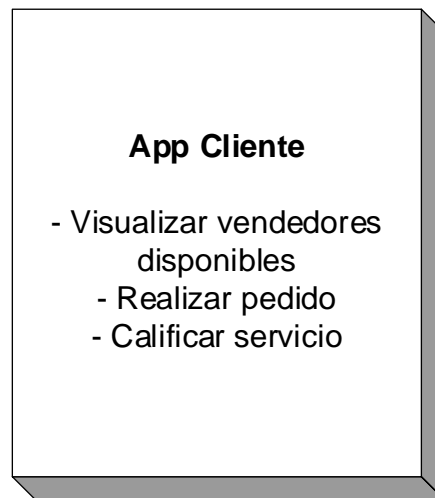 App Cliente
- Visualizar vendedores
disponibles
- Realizar pedido
- Calificar servicio